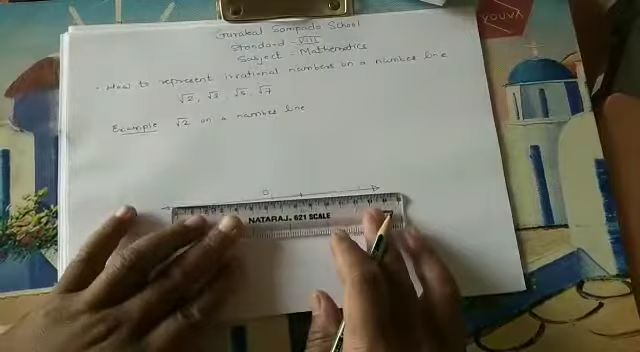 Gurukul Sampada School
Standard - VIII
Subject - Mathematics
• How to represent irrational numbers on a number line
√2, √3, √5, √7
Example √2 on a number line
0
NATARAJ. 621 SCALE
YOUVA